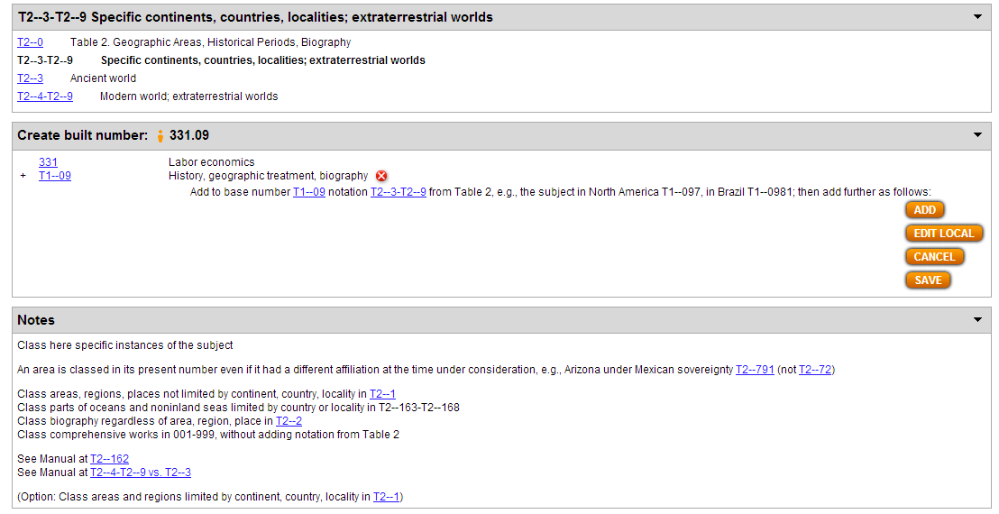 T2--3-T2--9 Specific continents, countries, localities; extraterrestrial worlds
T2--0 Table 2. Geographic Areas, Historical Periods, Biography
T2--3-T2--9 Specific continents, countries, localities; extraterrestrial worlds
T2--3 Ancient world
T2--4-T2--9 Modern world; extraterrestrial worlds
Create built number: 331.09
331 Labor economics
+ T1--09 History, geographic treatment, biography
Add to base number T1--09 notation T2--3-T2--9 from Table 2, e.g., the subject in North America T1--097, in Brazil T1--0981; then add further as follows:
ADD
EDIT LOCAL
CANCEL
SAVE
Notes
Class here specific instances of the subject
An area is classed in its present number even if it had a different affiliation at the time under consideration, e.g., Arizona under Mexican sovereignty T2--791 (not T2--72)
Class areas, regions, places not limited by continent, country, locality in T2--1
Class parts of oceans and noninland seas limited by country or locality in T2--163-T2--168
Class biography regardless of area, region, place in T2--2
Class comprehensive works in 001-999, without adding notation from Table 2
See Manual at T2--162
See Manual at T2--4-T2--9 vs. T2--3
(Option: Class areas and regions limited by continent, country, locality in T2--1)